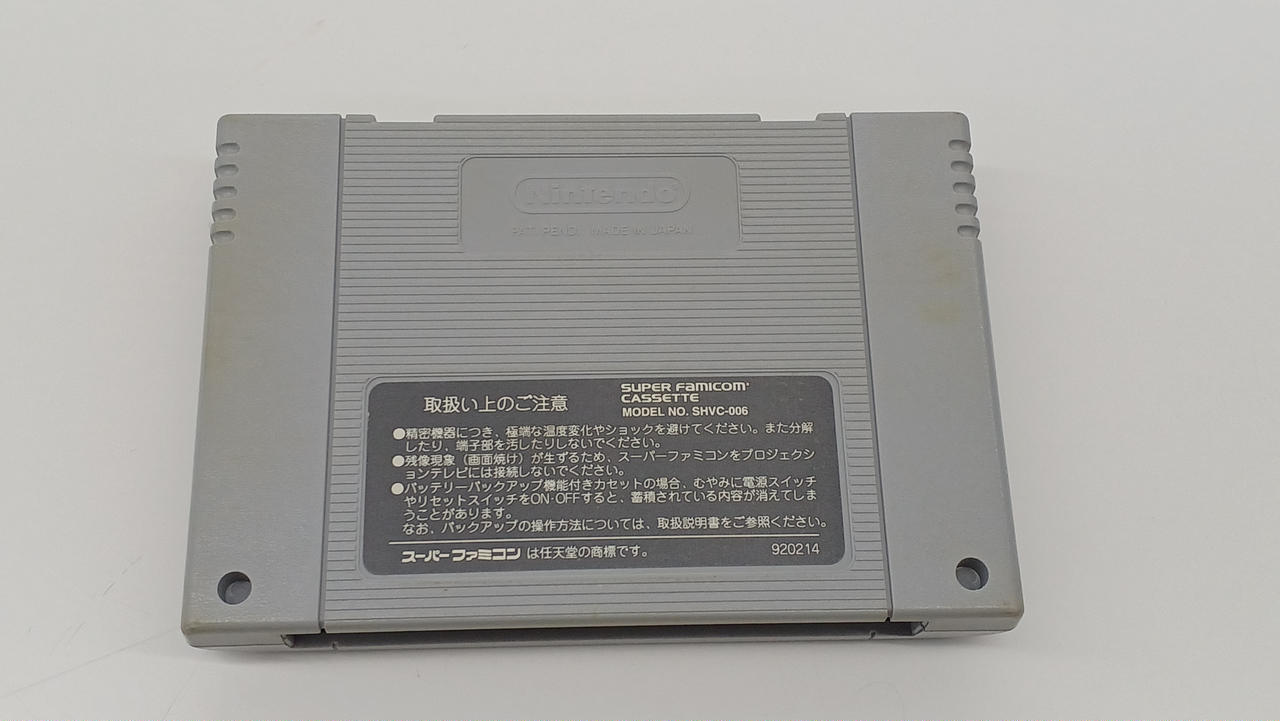 Nintendo®
PAT. PEND. MADE IN JAPAN
取扱い上のご注意
SUPER FAMICOM®
CASSETTE
MODEL NO. SHVC-006
●精密機器につき、極端な温度変化やショックを避けてください。また分解
したり、端子部を汚したりしないでください。
●残像現象（画面焼け）が生ずるため、スーパーファミコンをプロジェクシ
ョンテレビには接続しないでください。
●バッテリーバックアップ機能付きカセットの場合、むやみに電源スイッチ
やリセットスイッチをON·OFFすると、蓄積されている内容が消えてしま
うことがあります。
なお、バックアップの操作方法については、取扱説明書をご参照ください。
スーパーファミコン は任天堂の商標です。
920214